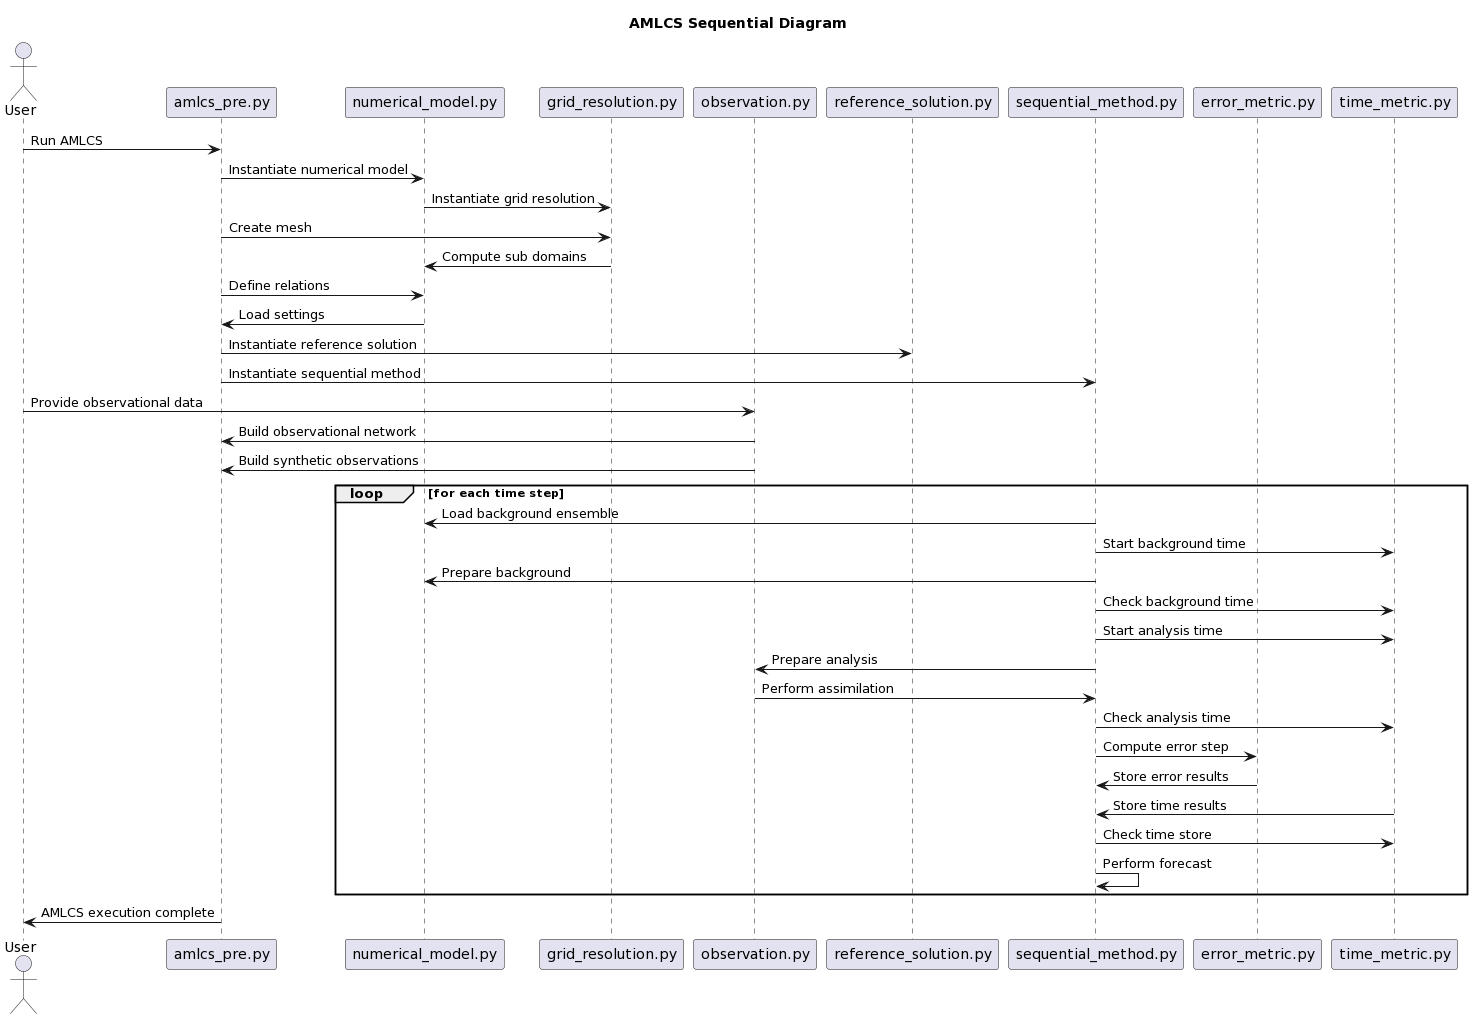 AMLCS Sequential Diagram
User
amlcs_pre.py
numerical_model.py
grid_resolution.py
observation.py
reference_solution.py
sequential_method.py
error_metric.py
time_metric.py
Run AMLCS
Instantiate numerical model
Instantiate grid resolution
Create mesh
Compute sub domains
Define relations
Load settings
Instantiate reference solution
Instantiate sequential method
Provide observational data
Build observational network
Build synthetic observations
loop [for each time step]
Load background ensemble
Start background time
Prepare background
Check background time
Start analysis time
Prepare analysis
Perform assimilation
Check analysis time
Compute error step
Store error results
Store time results
Check time store
Perform forecast
AMLCS execution complete
User
amlcs_pre.py
numerical_model.py
grid_resolution.py
observation.py
reference_solution.py
sequential_method.py
error_metric.py
time_metric.py